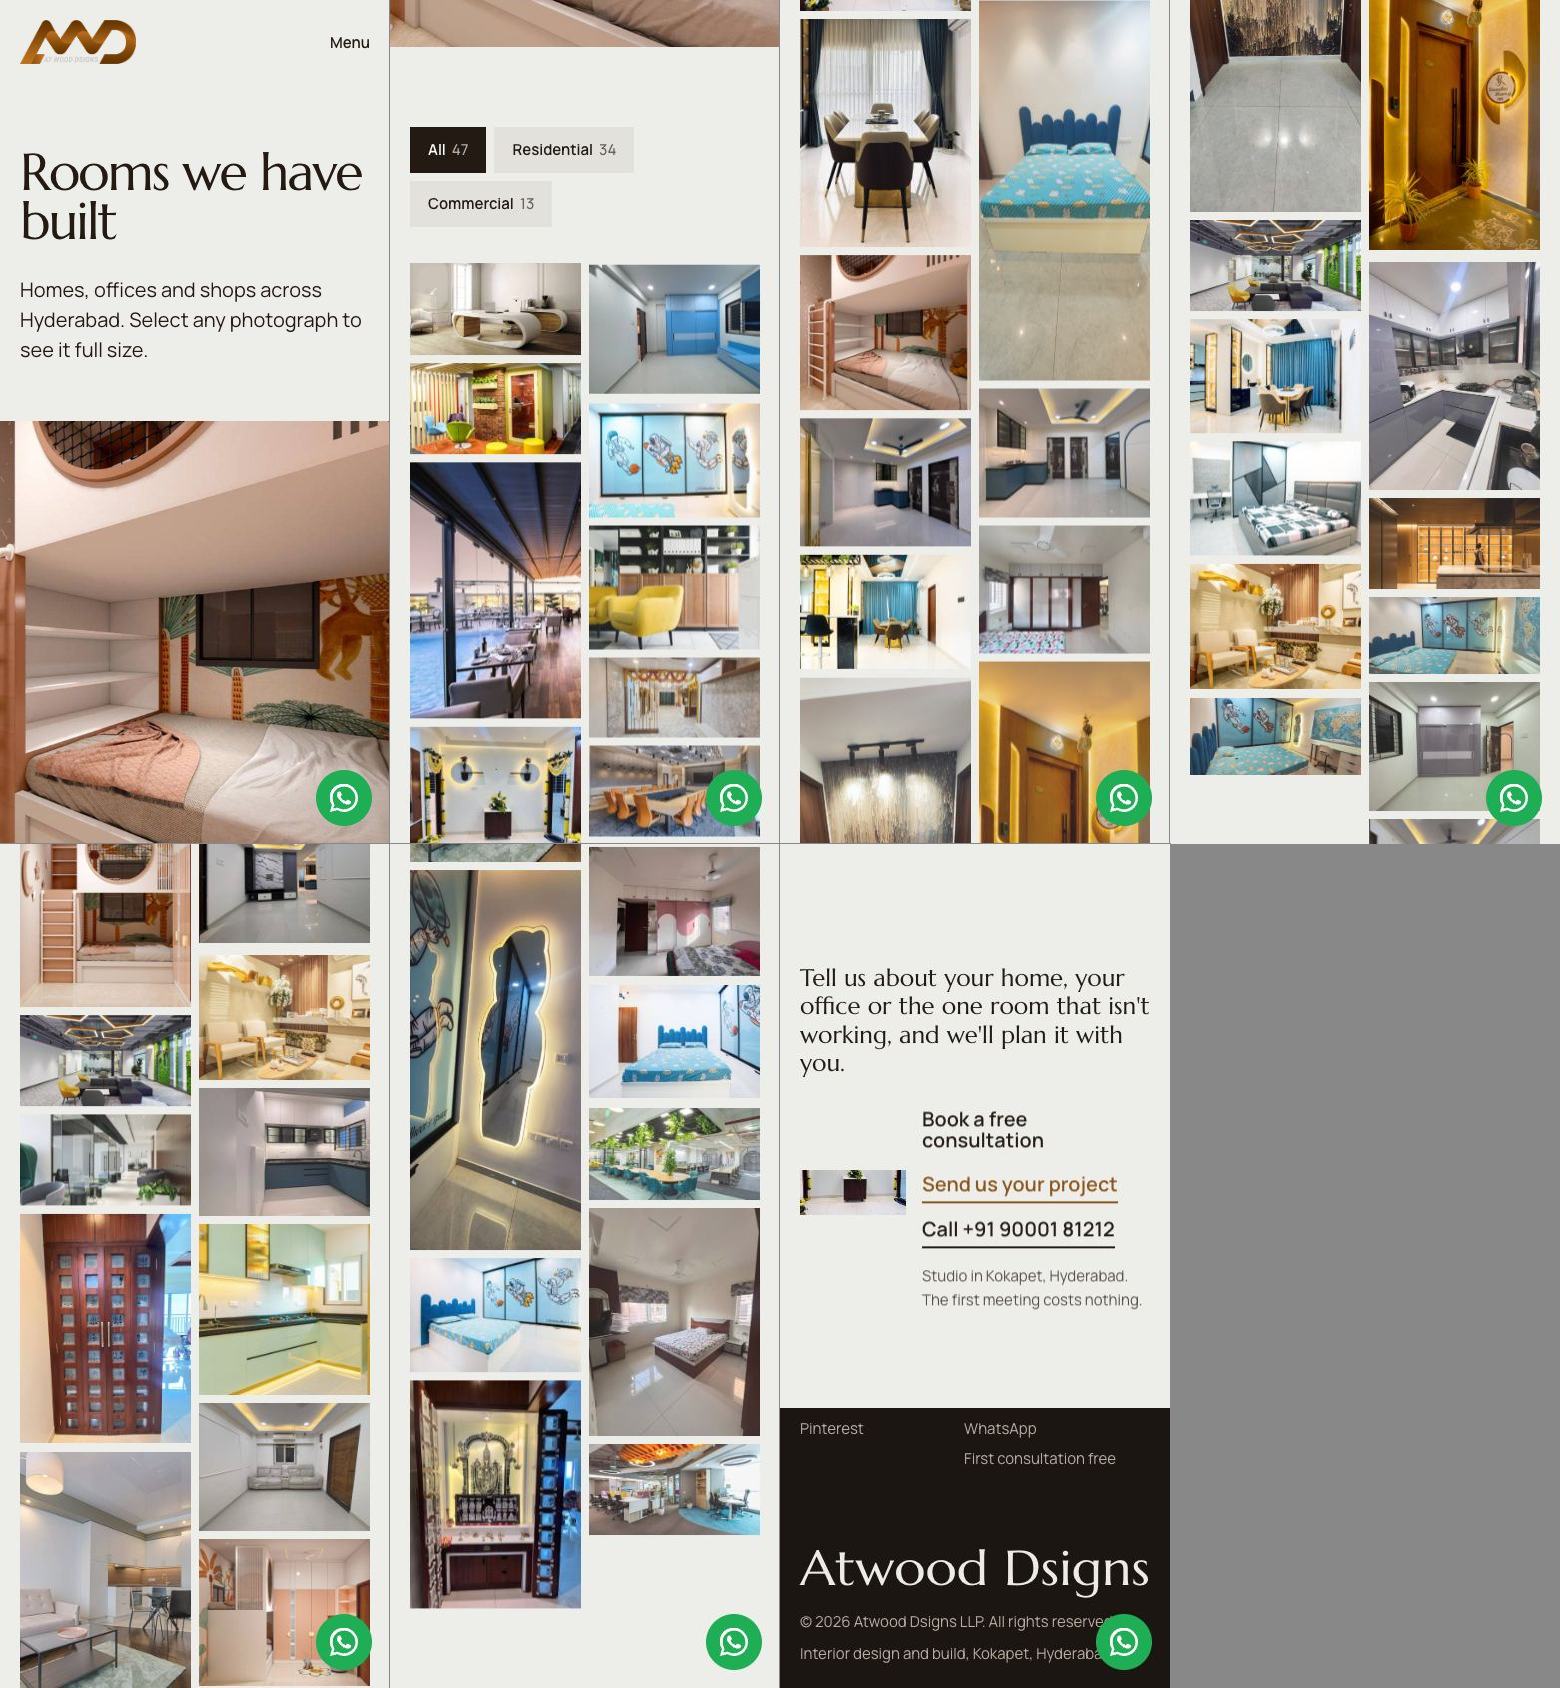 AT WOOD DSIGNS
Menu
Rooms we have
built
Homes, offices and shops across
Hyderabad. Select any photograph to
see it full size.
All 47
Residential 34
Commercial 13
Tell us about your home, your
office or the one room that isn't
working, and we'll plan it with
you.
Book a free
consultation
Send us your project
Call +91 90001 81212
Studio in Kokapet, Hyderabad.
The first meeting costs nothing.
Pinterest
WhatsApp
First consultation free
Atwood Dsigns
© 2026 Atwood Dsigns LLP. All rights reserved
Interior design and build, Kokapet, Hyderaba